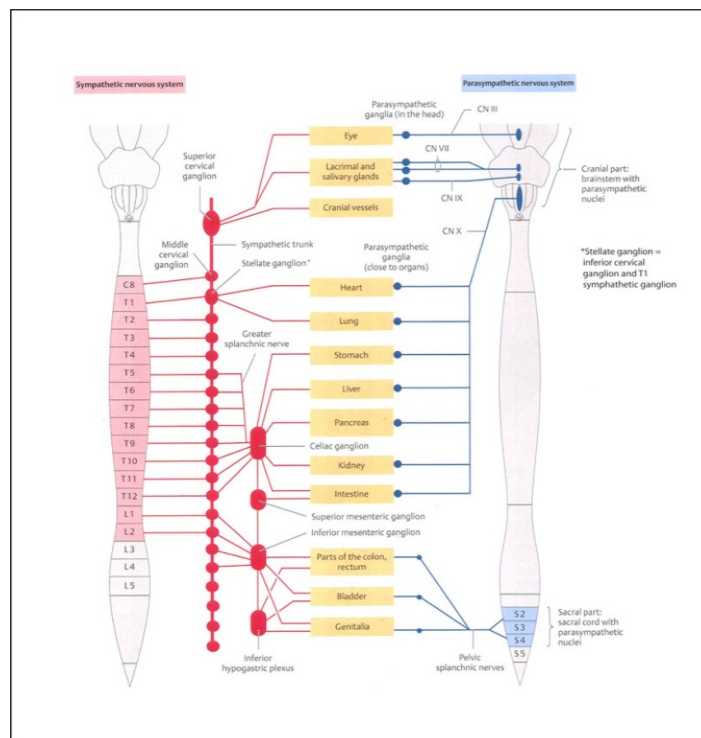 Sympathetic nervous system
Parasympathetic nervous system
Parasympathetic
ganglia (in the head)
CN III
Eye
Superior
cervical
ganglion
CN VII
Lacrimal and
salivary glands
Cranial part:
brainstem with
parasympathetic
nuclei
CN IX
Cranial vessels
CN X
Middle
cervical
ganglion
Sympathetic trunk
Stellate ganglion*
Parasympathetic
ganglia
(close to organs)
*Stellate ganglion =
inferior cervical
ganglion and T1
symphathetic ganglion
C8
Heart
T1
T2
Lung
T3
Greater
splanchnic nerve
T4
Stomach
T5
T6
Liver
T7
T8
Pancreas
T9
Celiac ganglion
T10
Kidney
T11
T12
Intestine
L1
Superior mesenteric ganglion
L2
Inferior mesenteric ganglion
L3
Parts of the colon,
rectum
L4
L5
Bladder
Genitalia
S2
S3
S4
S5
Sacral part:
sacral cord with
parasympathetic
nuclei
Inferior
hypogastric plexus
Pelvic
splanchnic nerves